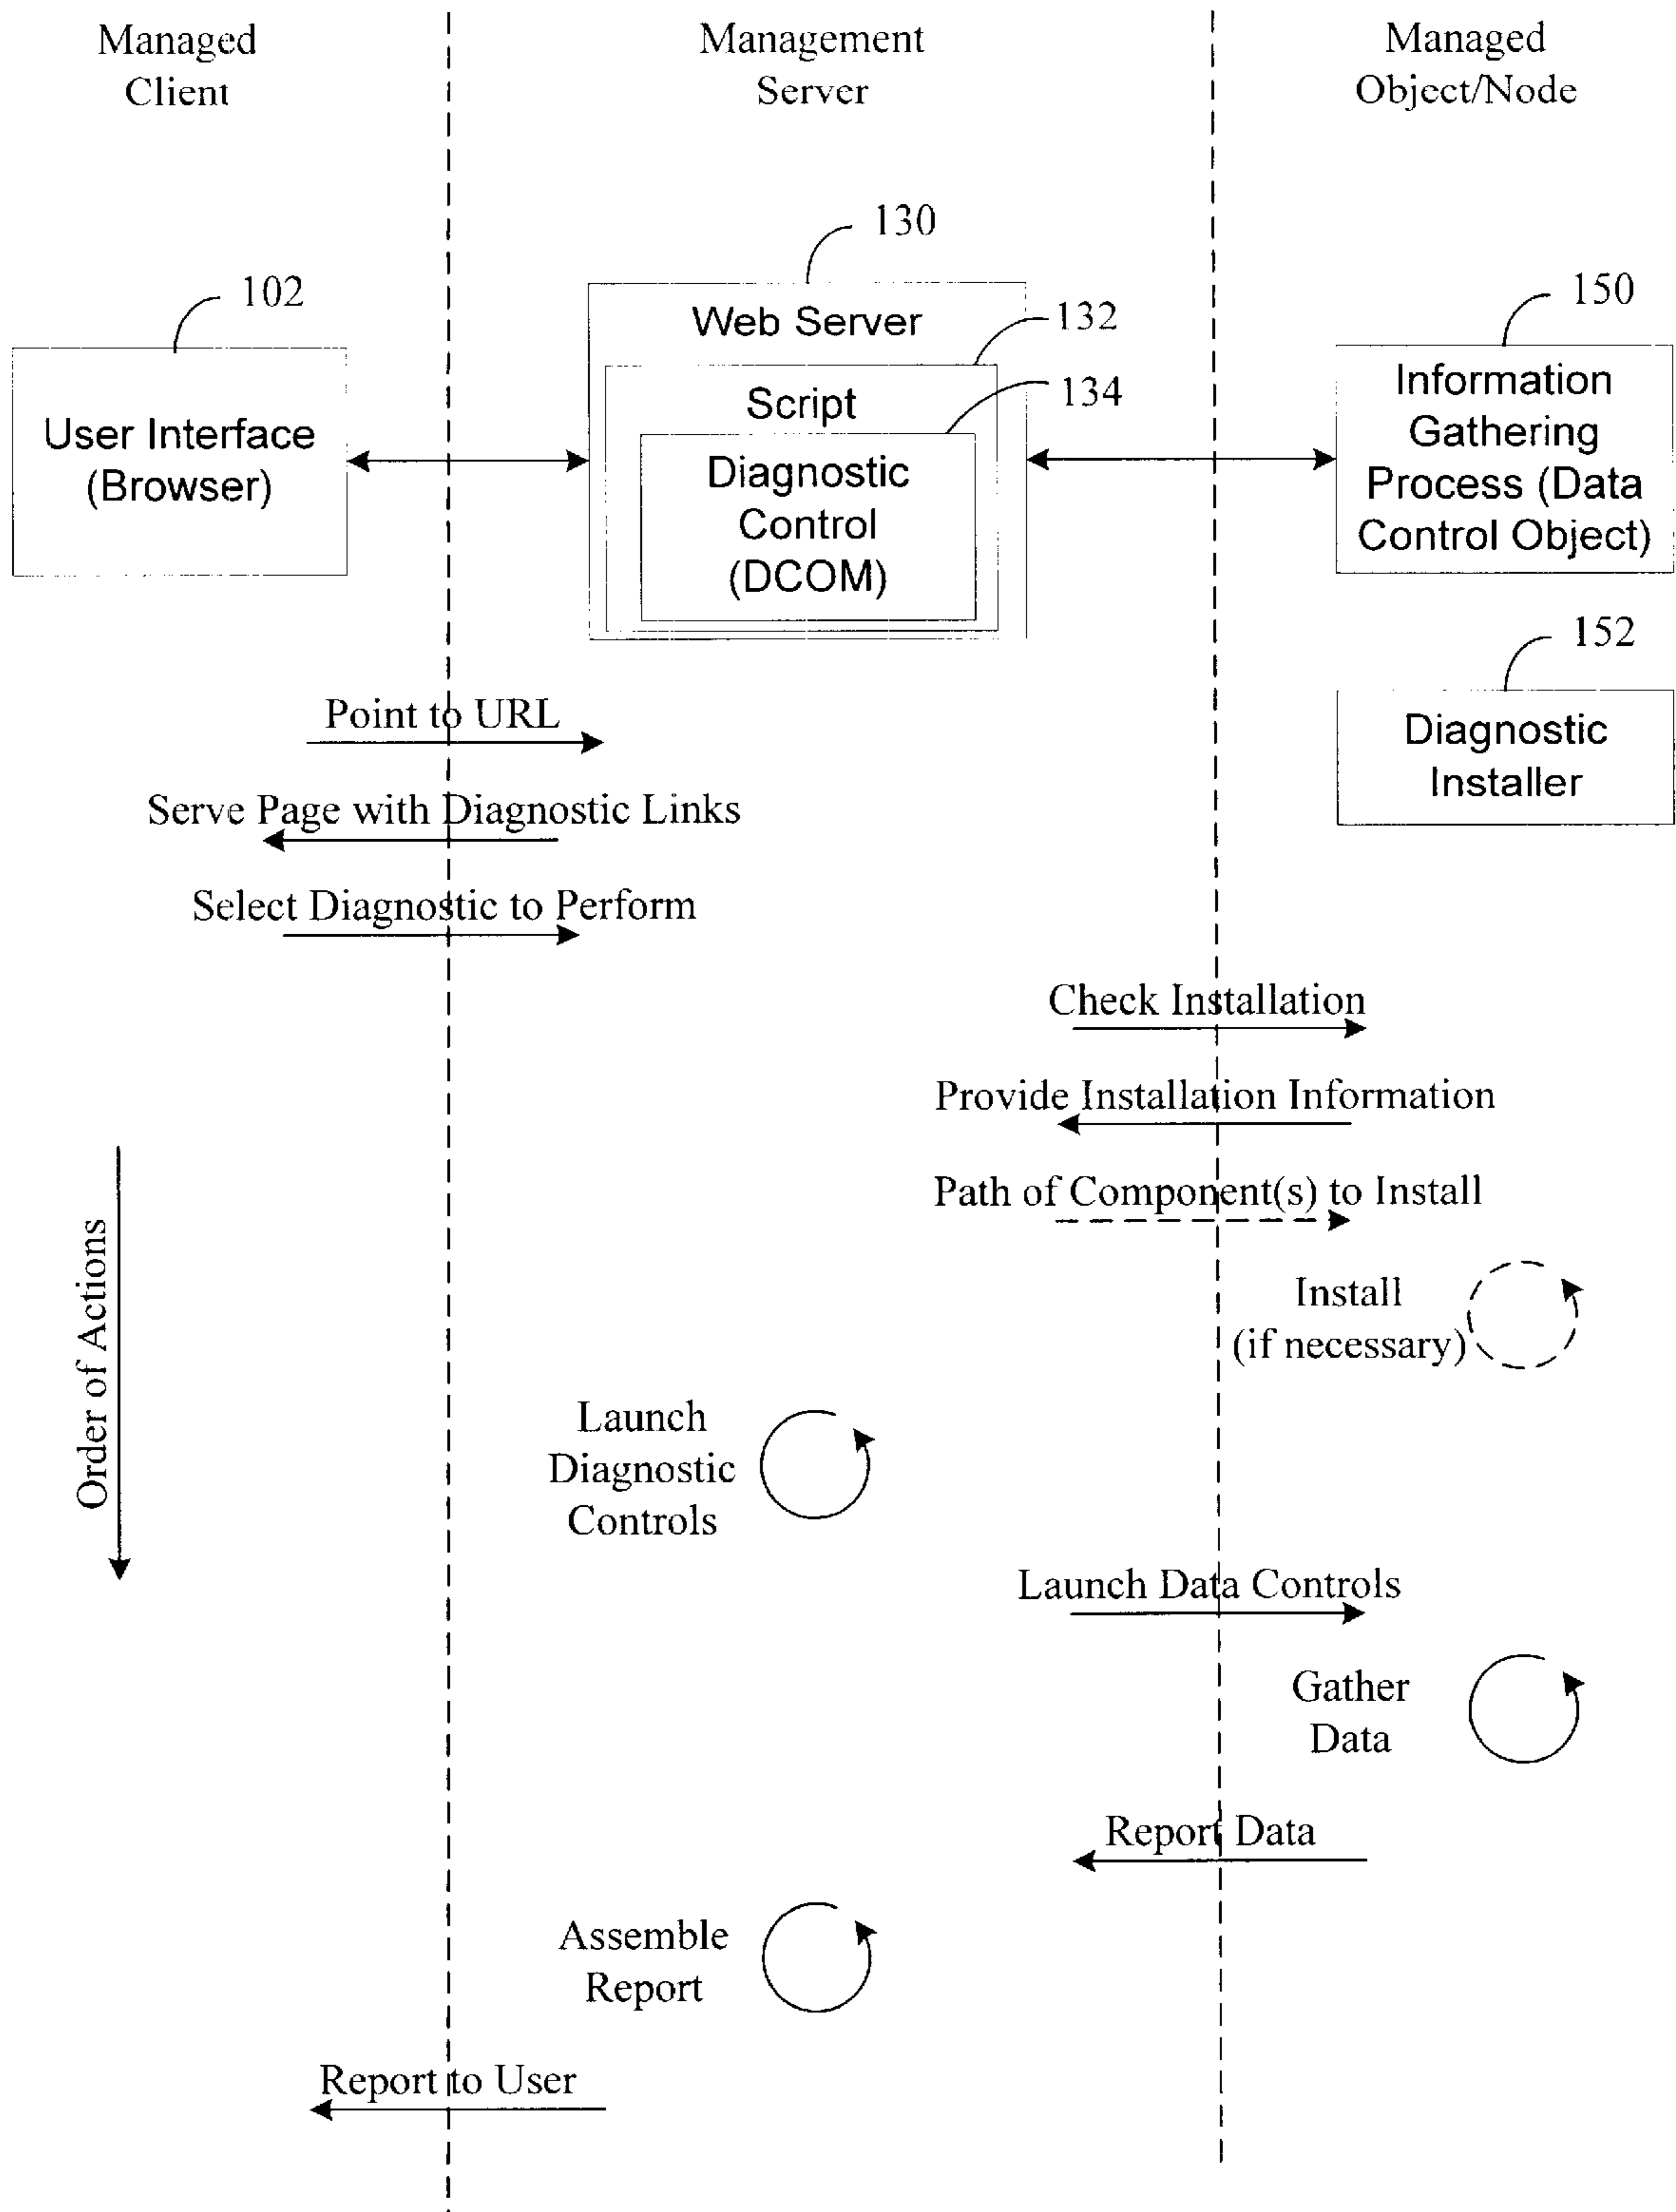 Managed
Client
Management
Server
Managed
Object/Node
130
102
150
Web Server
132
Script
134
User Interface
(Browser)
Diagnostic
Control
(DCOM)
Information
Gathering
Process (Data
Control Object)
152
Diagnostic
Installer
Point to URL
Serve Page with Diagnostic Links
Select Diagnostic to Perform
Check Installation
Provide Installation Information
Path of Component(s) to Install
Install
(if necessary)
Order of Actions
Launch
Diagnostic
Controls
Launch Data Controls
Gather
Data
Report Data
Assemble
Report
Report to User